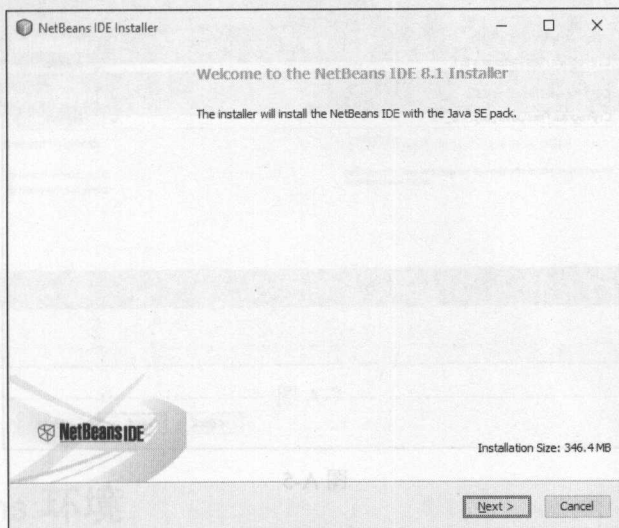 NetBeans IDE Installer
Welcome to the NetBeans IDE 8.1 Installer
The installer will install the NetBeans IDE with the Java SE pack.
NetBeans IDE
Installation Size: 346.4 MB
Next >
Cancel